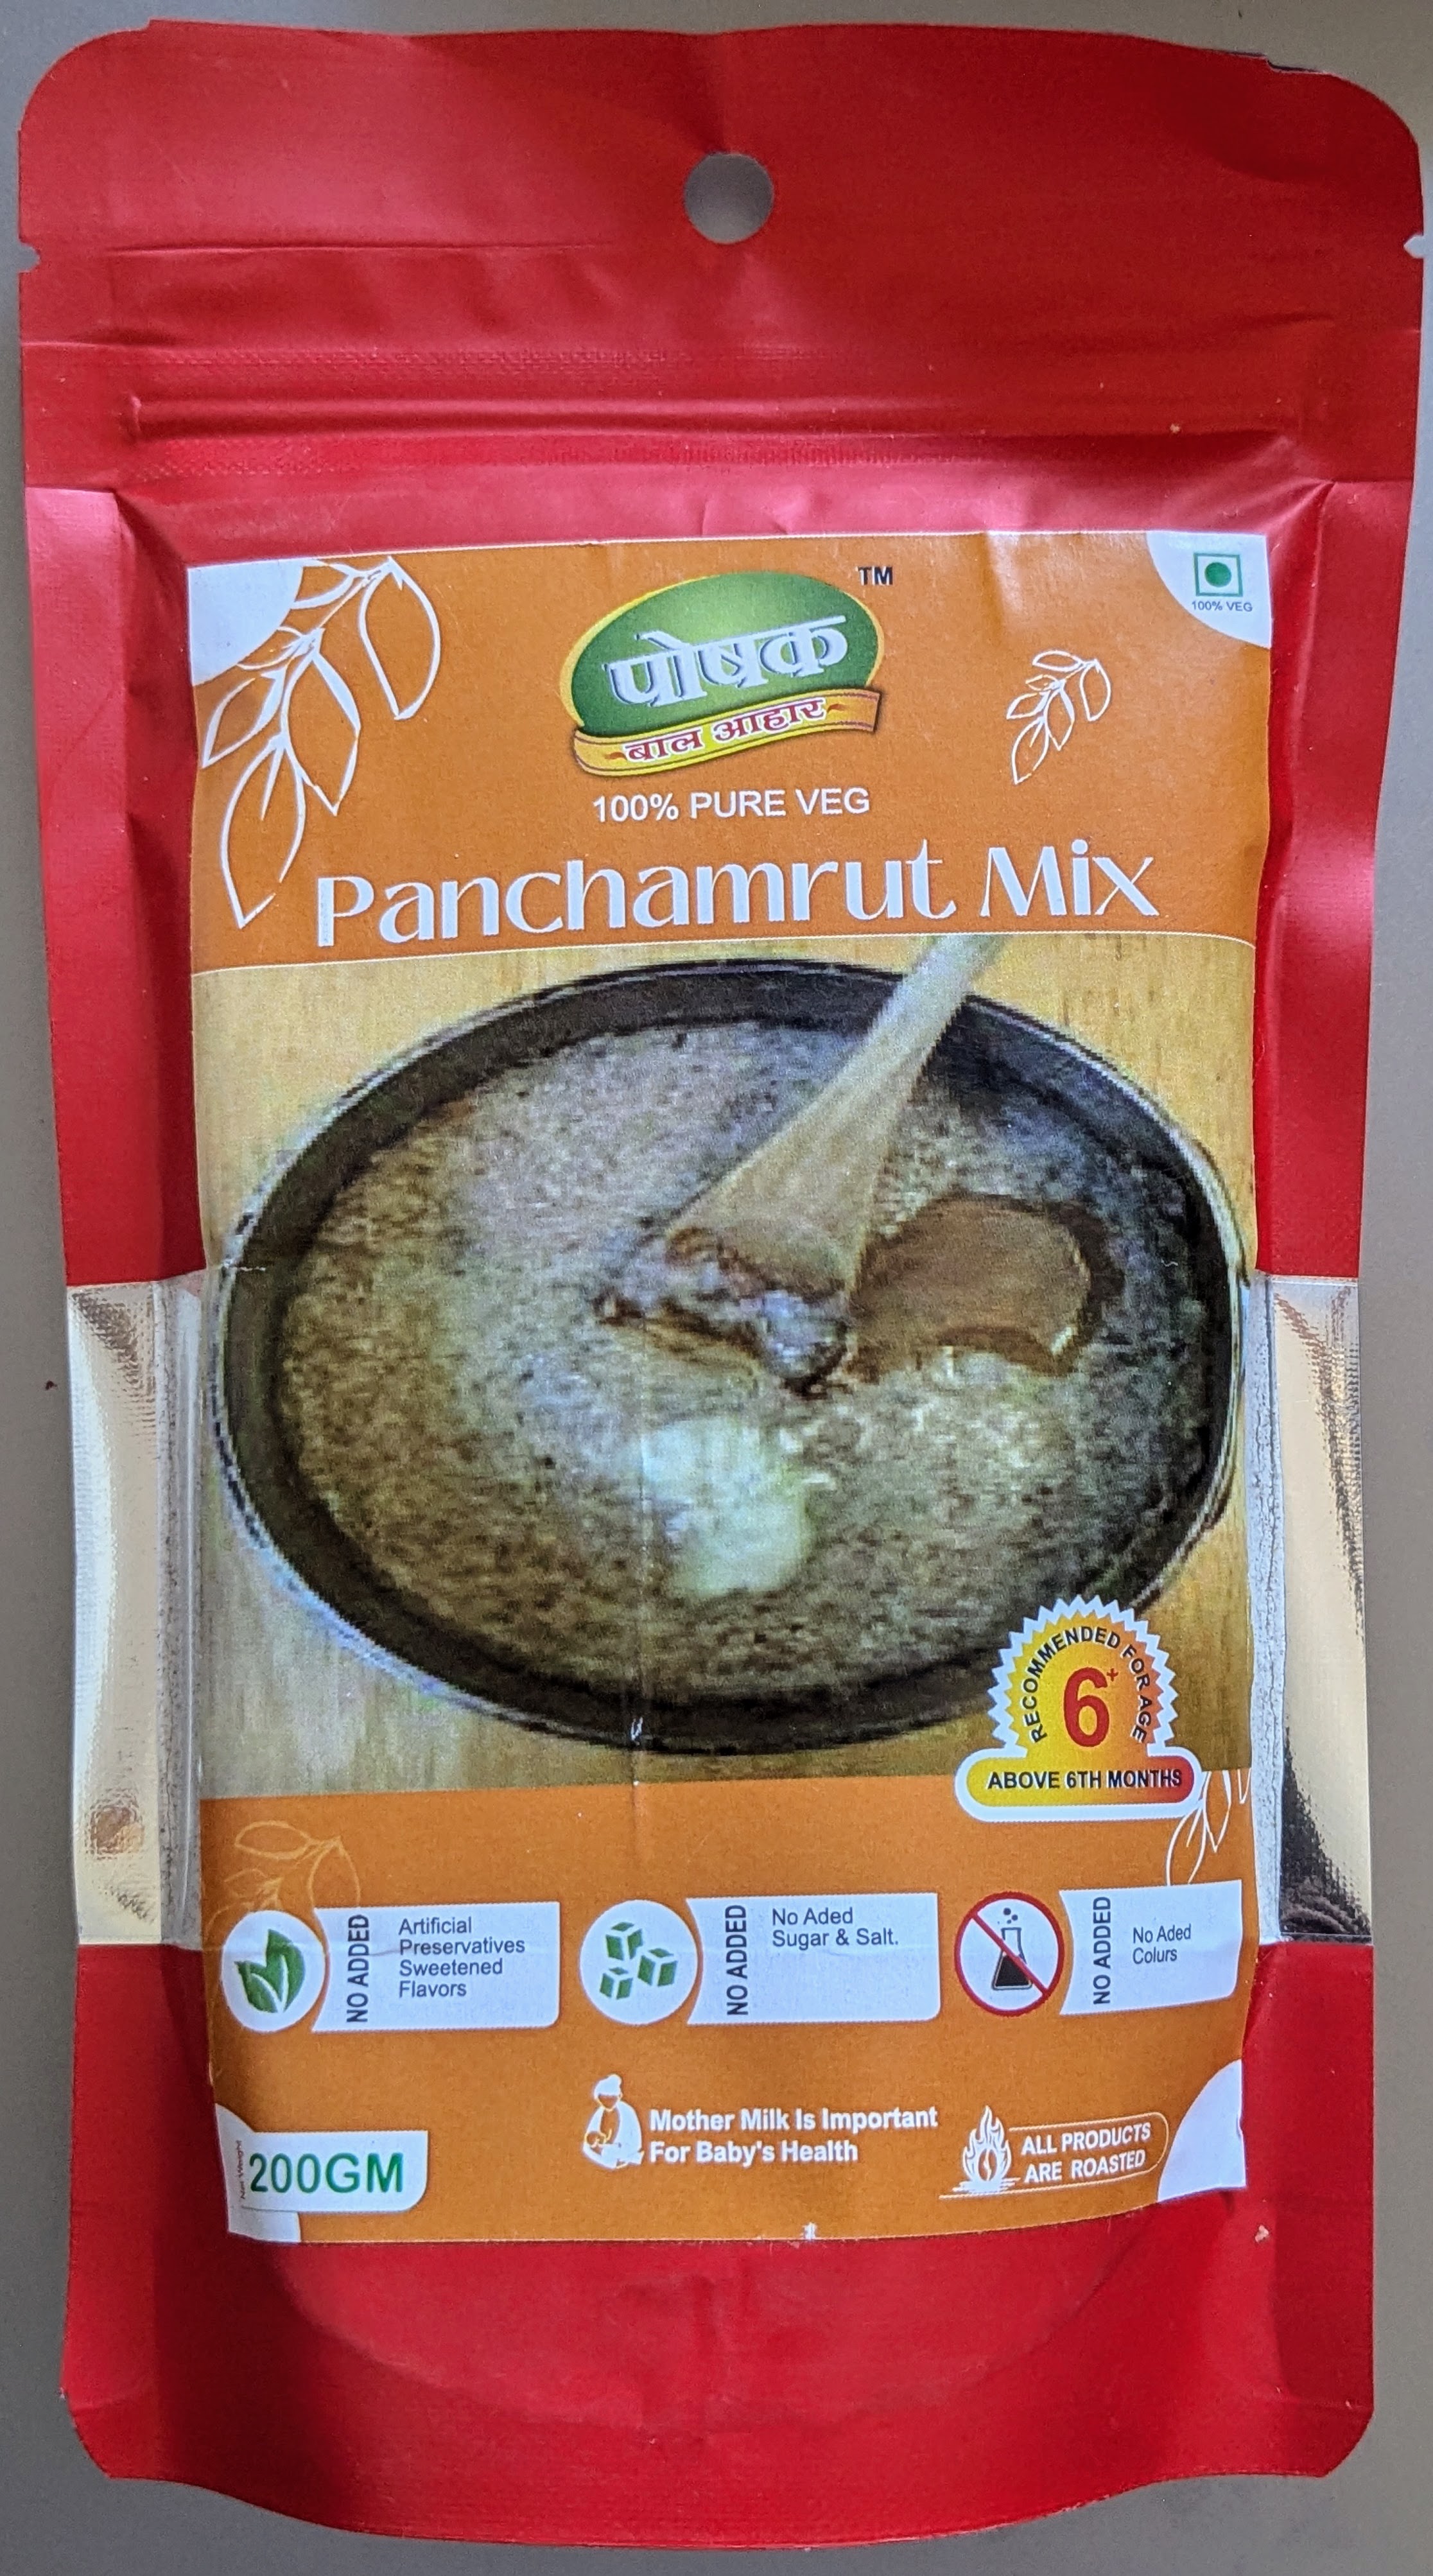 TM
100% VEG
पोषक
बाल आहार
100% PURE VEG
Panchamrut Mix
RECOMMENDED FOR AGE
6+
ABOVE 6TH MONTHS
NO ADDED
Artificial
Preservatives
Sweetened
Flavors
NO ADDED
No Aded
Sugar & Salt.
NO ADDED
No Aded
Colurs
Mother Milk Is Important
For Baby's Health
ALL PRODUCTS
ARE ROASTED
Net Weight
200GM